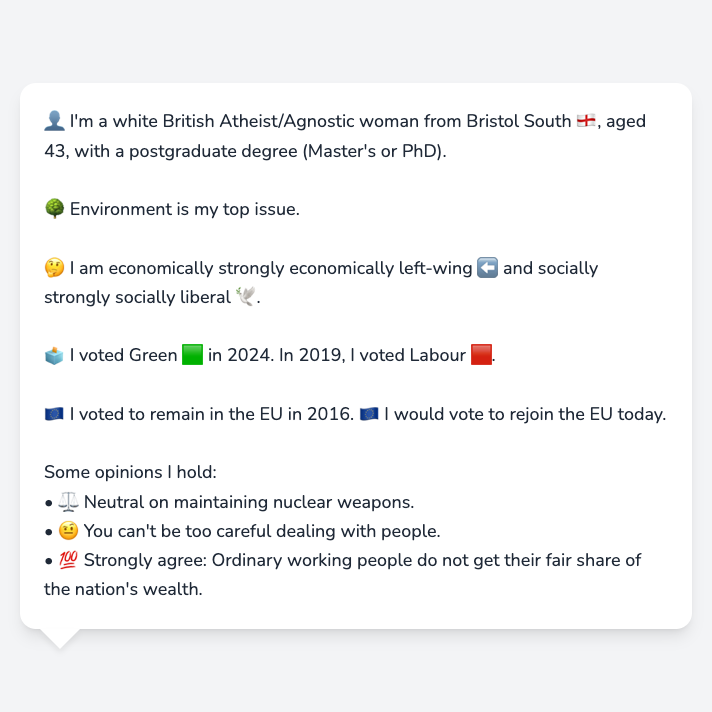 👤 I'm a white British Atheist/Agnostic woman from Bristol South 🏴󠁧󠁢󠁥󠁮󠁧󠁿, aged
43, with a postgraduate degree (Master's or PhD).
🌳 Environment is my top issue.
🤔 I am economically strongly economically left-wing ⬅️ and socially
strongly socially liberal 🕊️.
🗳️ I voted Green 🟩 in 2024. In 2019, I voted Labour 🟥.
🇪🇺 I voted to remain in the EU in 2016. 🇪🇺 I would vote to rejoin the EU today.
Some opinions I hold:
• ⚖️ Neutral on maintaining nuclear weapons.
• 🤨 You can't be too careful dealing with people.
• 💯 Strongly agree: Ordinary working people do not get their fair share of
the nation's wealth.